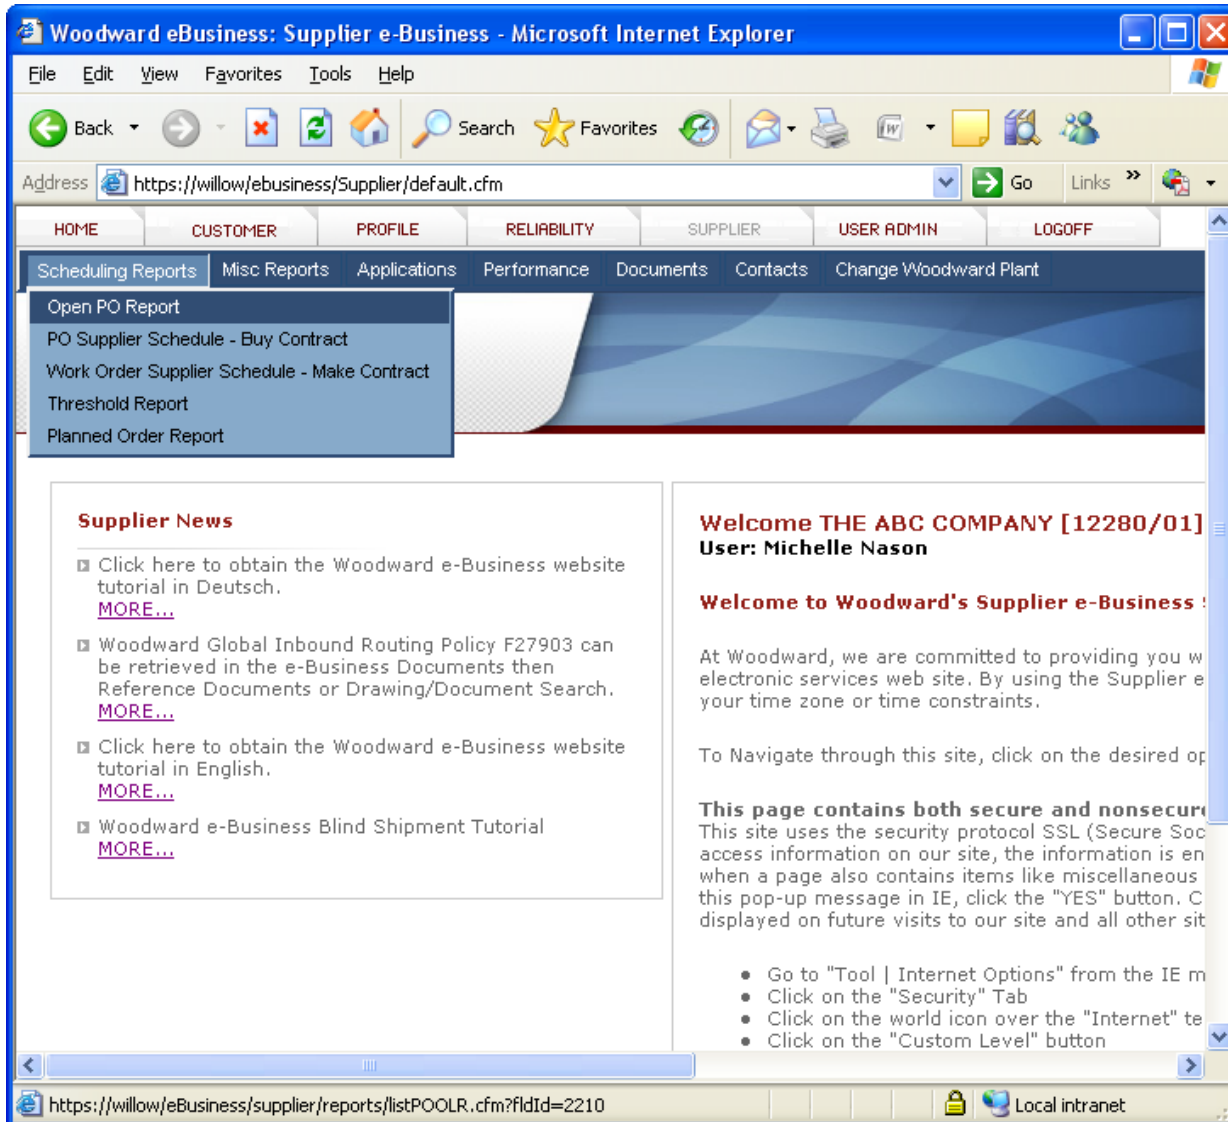 Woodward eBusiness: Supplier e-Business - Microsoft Internet Explorer
File Edit View Favorites Tools Help
Back Search Favorites
Address https://willow/ebusiness/Supplier/default.cfm Go Links »
HOME CUSTOMER PROFILE RELIABILITY SUPPLIER USER ADMIN LOGOFF
Scheduling Reports Misc Reports Applications Performance Documents Contacts Change Woodward Plant
Open PO Report
PO Supplier Schedule - Buy Contract
Work Order Supplier Schedule - Make Contract
Threshold Report
Planned Order Report
Supplier News
Click here to obtain the Woodward e-Business website
tutorial in Deutsch.
MORE...
Woodward Global Inbound Routing Policy F27903 can
be retrieved in the e-Business Documents then
Reference Documents or Drawing/Document Search.
MORE...
Click here to obtain the Woodward e-Business website
tutorial in English.
MORE...
Woodward e-Business Blind Shipment Tutorial
MORE...
Welcome THE ABC COMPANY [12280/01]
User: Michelle Nason
Welcome to Woodward's Supplier e-Business
At Woodward, we are committed to providing you w
electronic services web site. By using the Supplier e
your time zone or time constraints.
To Navigate through this site, click on the desired op
This page contains both secure and nonsecure
This site uses the security protocol SSL (Secure Soc
access information on our site, the information is en
when a page also contains items like miscellaneous
this pop-up message in IE, click the "YES" button. C
displayed on future visits to our site and all other sit
• Go to "Tool | Internet Options" from the IE m
• Click on the "Security" Tab
• Click on the world icon over the "Internet" te
• Click on the "Custom Level" button
https://willow/eBusiness/supplier/reports/listPOOLR.cfm?fldId=2210 Local intranet